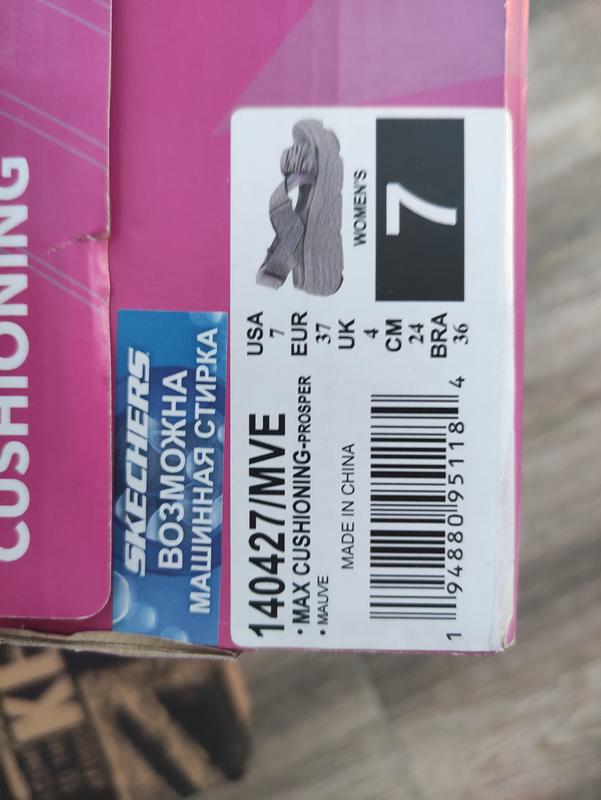 CUSHIONING
SKECHERS
ВОЗМОЖНА
МАШИННАЯ СТИРКА
WOMEN'S
7
USA
7
EUR
37
UK
4
CM
24
BRA
36
140427/MVE
• MAX CUSHIONING-PROSPER
• MAUVE
MADE IN CHINA
1 94880 95118 4